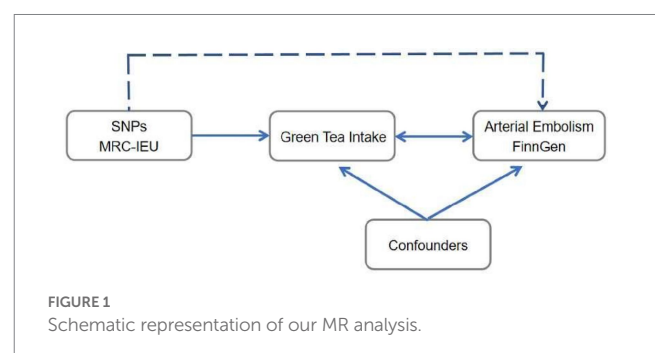 SNPs
MRC-IEU
Green Tea Intake
Arterial Embolism
FinnGen
Confounders
FIGURE 1
Schematic representation of our MR analysis.